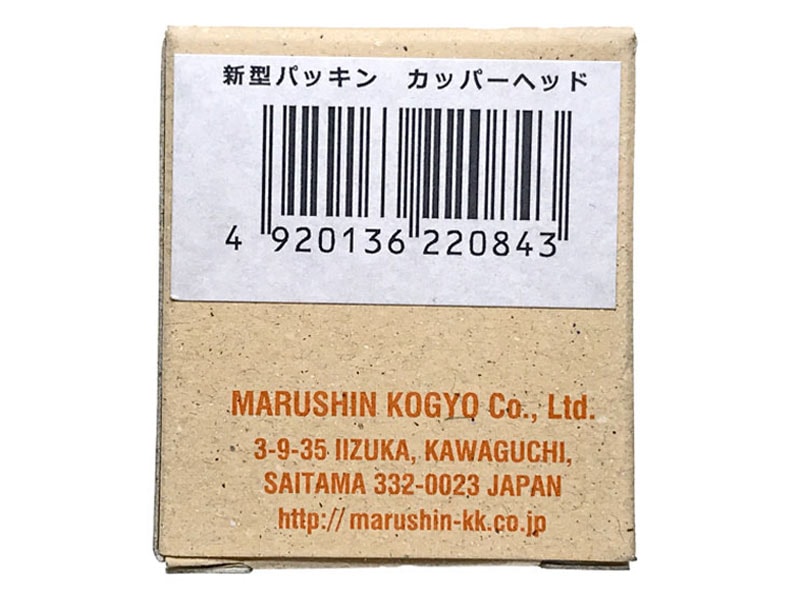 新型パッキン カッパーヘッド
4 920136 220843
MARUSHIN KOGYO Co., Ltd.
3-9-35 IIZUKA, KAWAGUCHI,
SAITAMA 332-0023 JAPAN
http://marushin-kk.co.jp